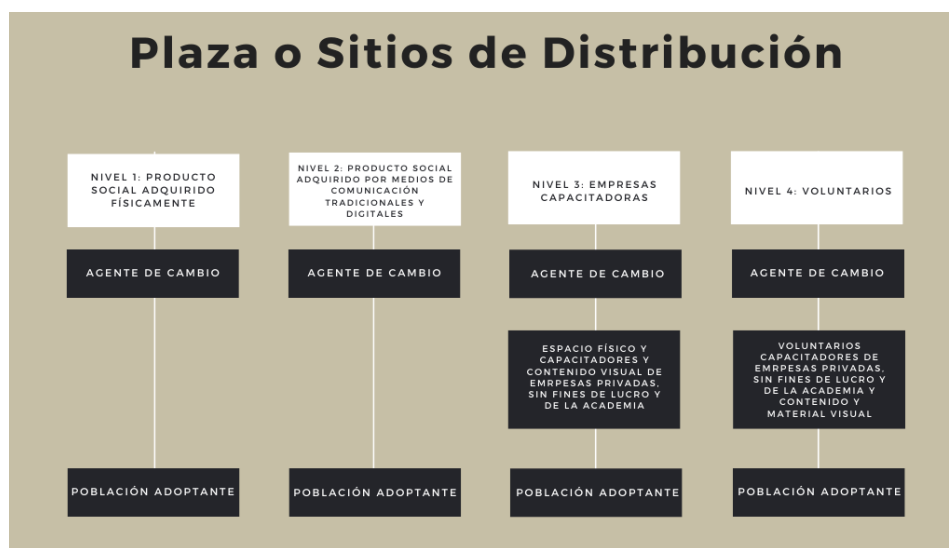 Plaza o Sitios de Distribución
NIVEL 1: PRODUCTO
SOCIAL ADQUIRIDO
FÍSICAMENTE
AGENTE DE CAMBIO
POBLACIÓN ADOPTANTE
NIVEL 2: PRODUCTO SOCIAL
ADQUIRIDO POR MEDIOS DE
COMUNICACIÓN
TRADICIONALES Y
DIGITALES
AGENTE DE CAMBIO
POBLACIÓN ADOPTANTE
NIVEL 3: EMPRESAS
CAPACITADORAS
AGENTE DE CAMBIO
ESPACIO FÍSICO Y
CAPACITADORES Y
CONTENIDO VISUAL DE
EMRPESAS PRIVADAS,
SIN FINES DE LUCRO Y
DE LA ACADEMIA
POBLACIÓN ADOPTANTE
NIVEL 4: VOLUNTARIOS
AGENTE DE CAMBIO
VOLUNTARIOS
CAPACITADORES DE
EMRPESAS PRIVADAS,
SIN FINES DE LUCRO Y
DE LA ACADEMIA Y
CONTENIDO Y
MATERIAL VISUAL
POBLACIÓN ADOPTANTE